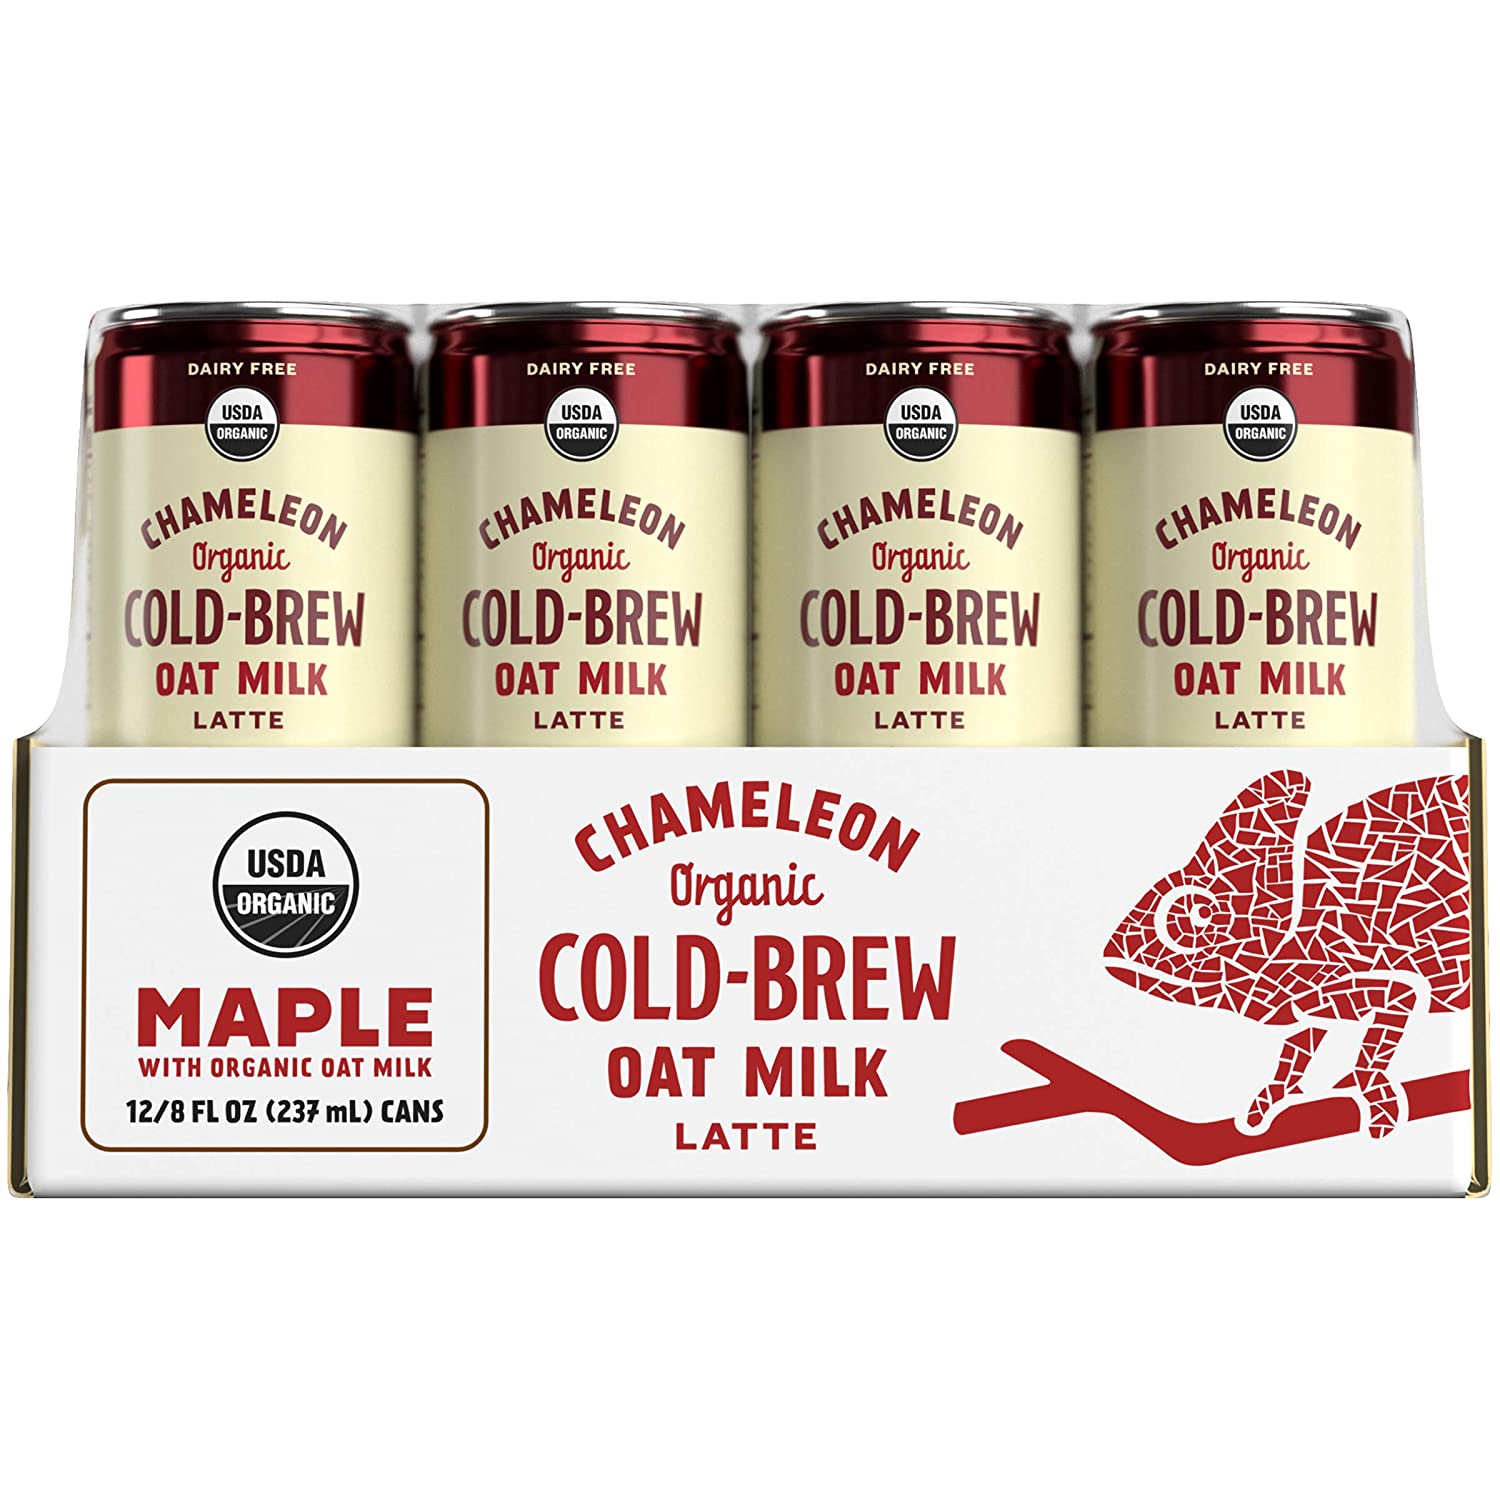 DAIRY FREE
USDA
ORGANIC
CHAMELEON
Organic
COLD-BREW
OAT MILK
LATTE
DAIRY FREE
USDA
ORGANIC
CHAMELEON
Organic
COLD-BREW
OAT MILK
LATTE
DAIRY FREE
USDA
ORGANIC
CHAMELEON
Organic
COLD-BREW
OAT MILK
LATTE
DAIRY FREE
USDA
ORGANIC
CHAMELEON
Organic
COLD-BREW
OAT MILK
LATTE
USDA
ORGANIC
MAPLE
WITH ORGANIC OAT MILK
12/8 FL OZ (237 mL) CANS
CHAMELEON
Organic
COLD-BREW
OAT MILK
LATTE